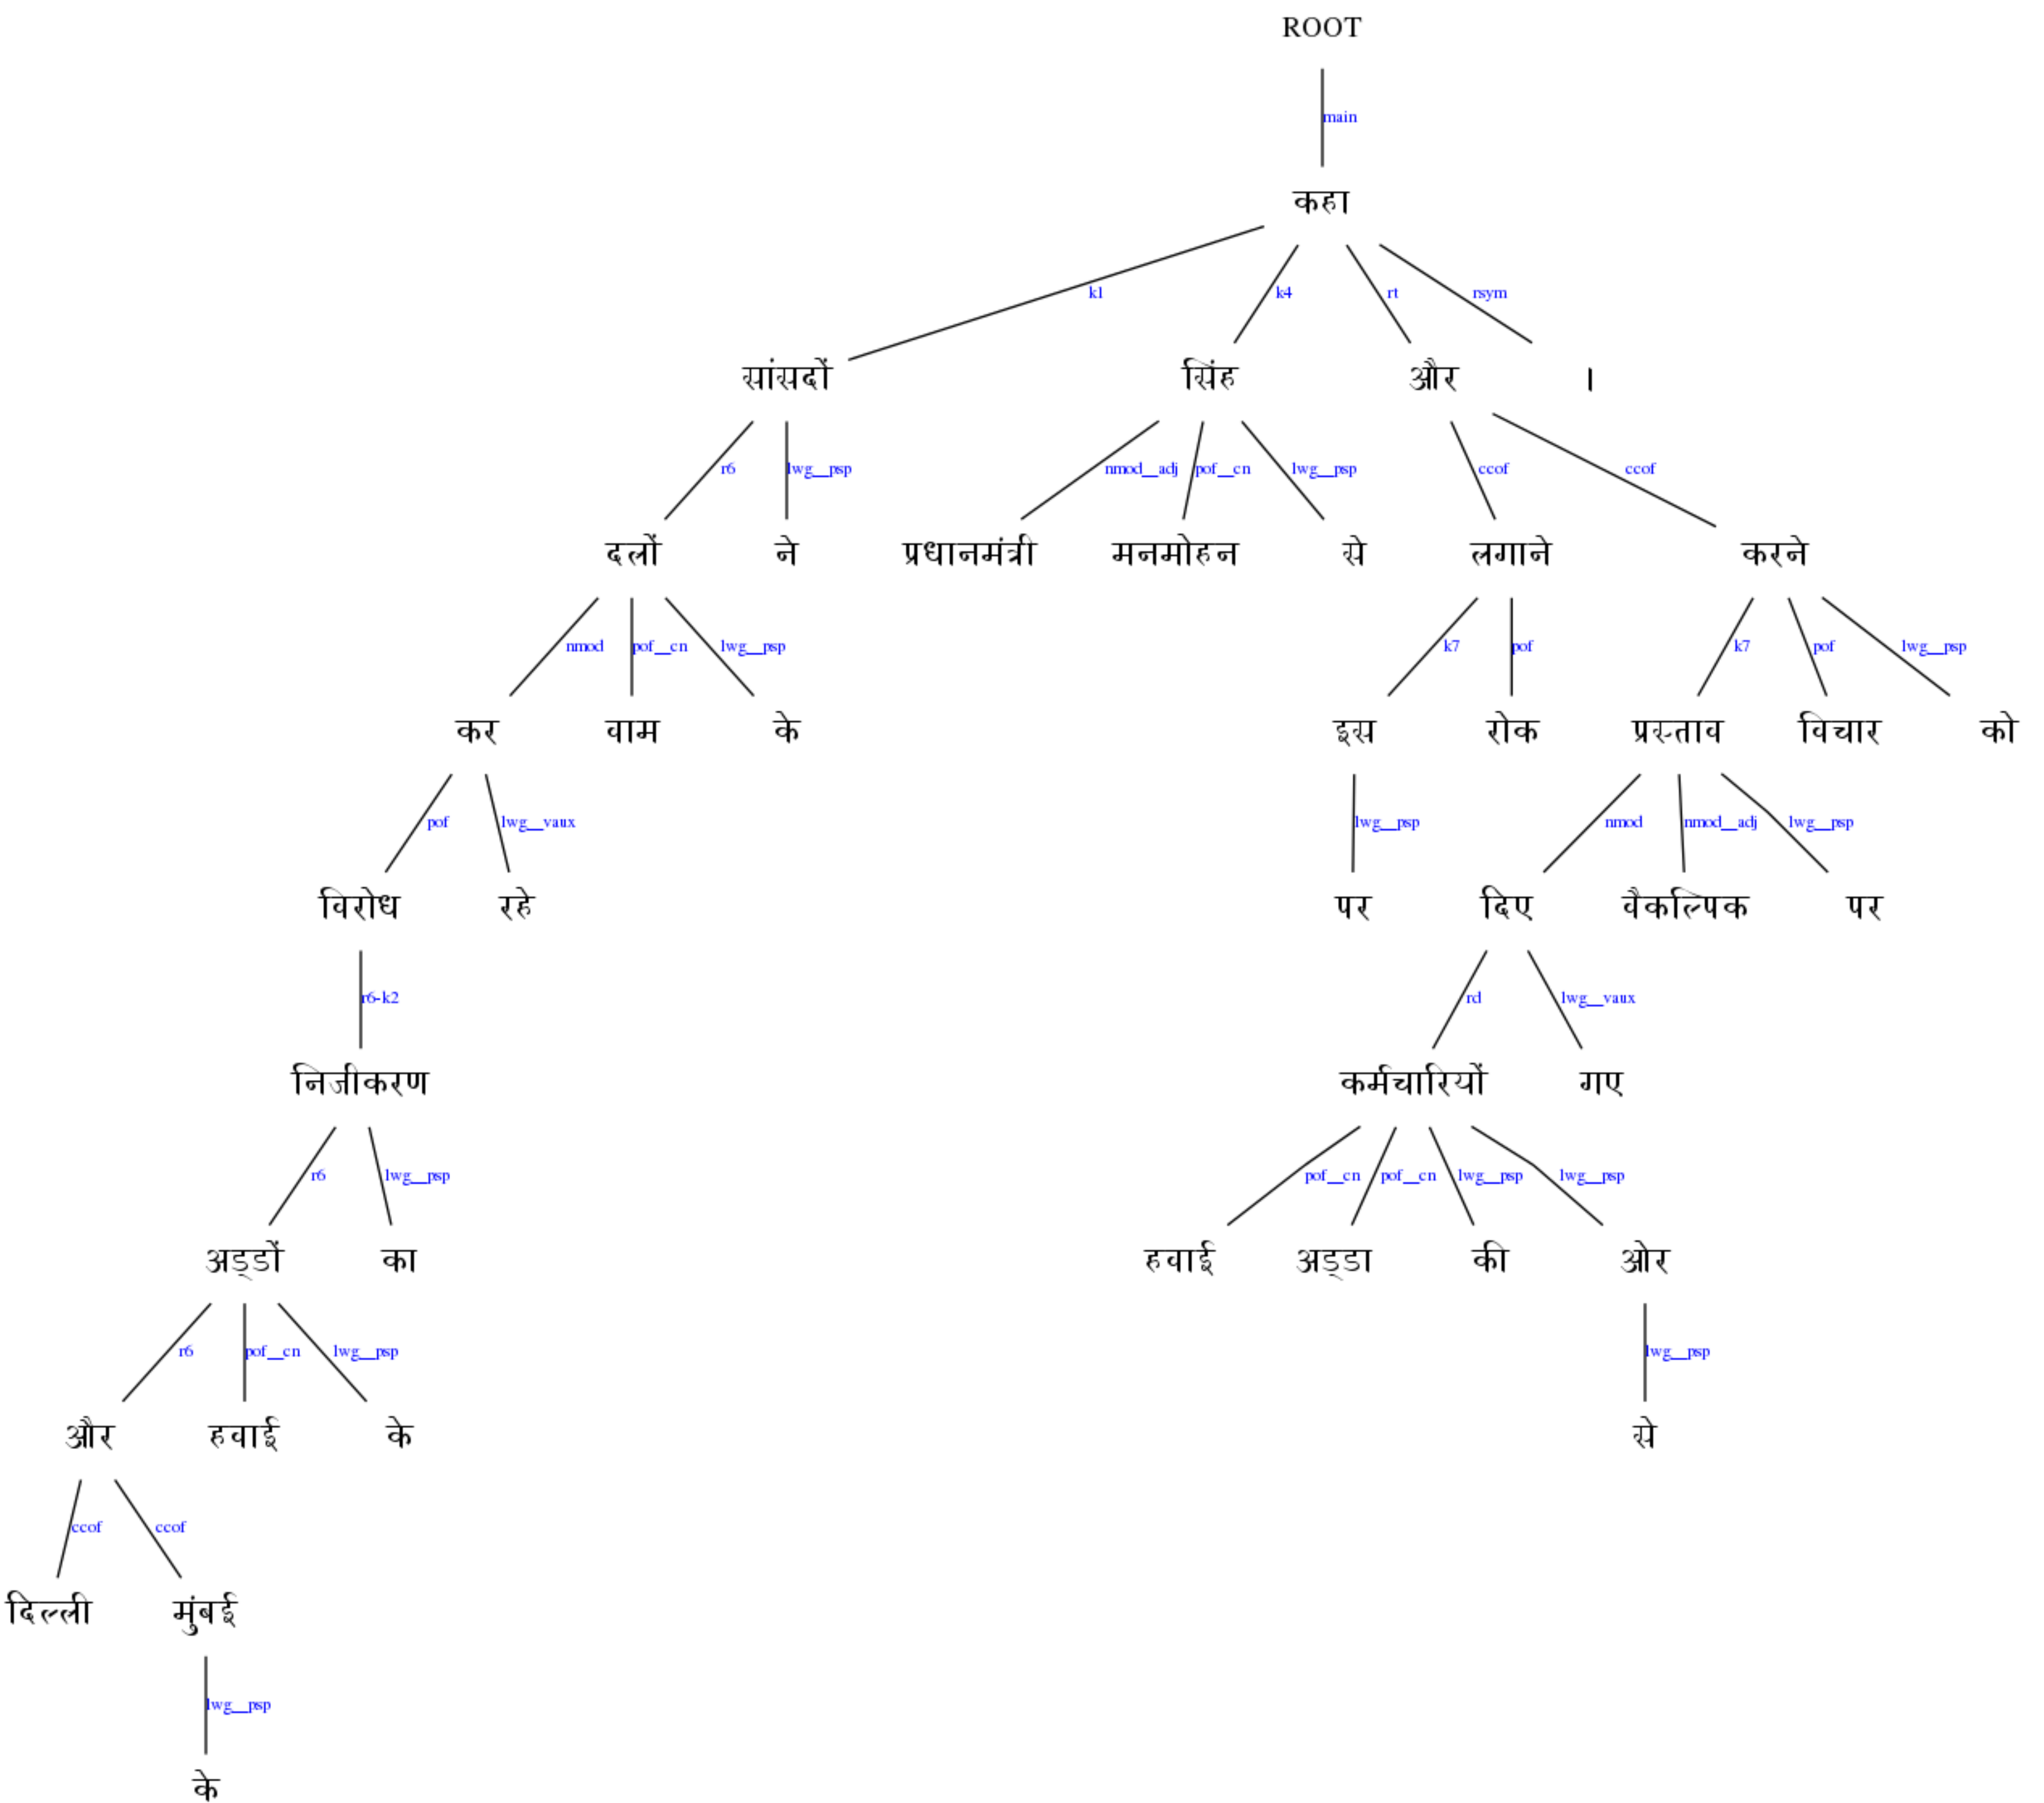 ROOT
main
कहा
k1 k4 rt rsym
सांसदों सिंह और ।
r6 lwg__psp nmod__adj pof__cn lwg__psp ccof ccof
दलों ने प्रधानमंत्री मनमोहन से लगाने करने
nmod pof__cn lwg__psp k7 pof k7 pof lwg__psp
कर वाम के इस रोक प्रस्ताव विचार को
pof lwg__vaux lwg__psp nmod nmod__adj lwg__psp
विरोध रहे पर दिए वैकल्पिक पर
r6-k2 rd lwg__vaux
निजीकरण कर्मचारियों गए
r6 lwg__psp pof__cn pof__cn lwg__psp lwg__psp
अड्डों का हवाई अड्डा की ओर
r6 pof__cn lwg__psp lwg__psp
और हवाई के से
ccof ccof
दिल्ली मुंबई
lwg__psp
के